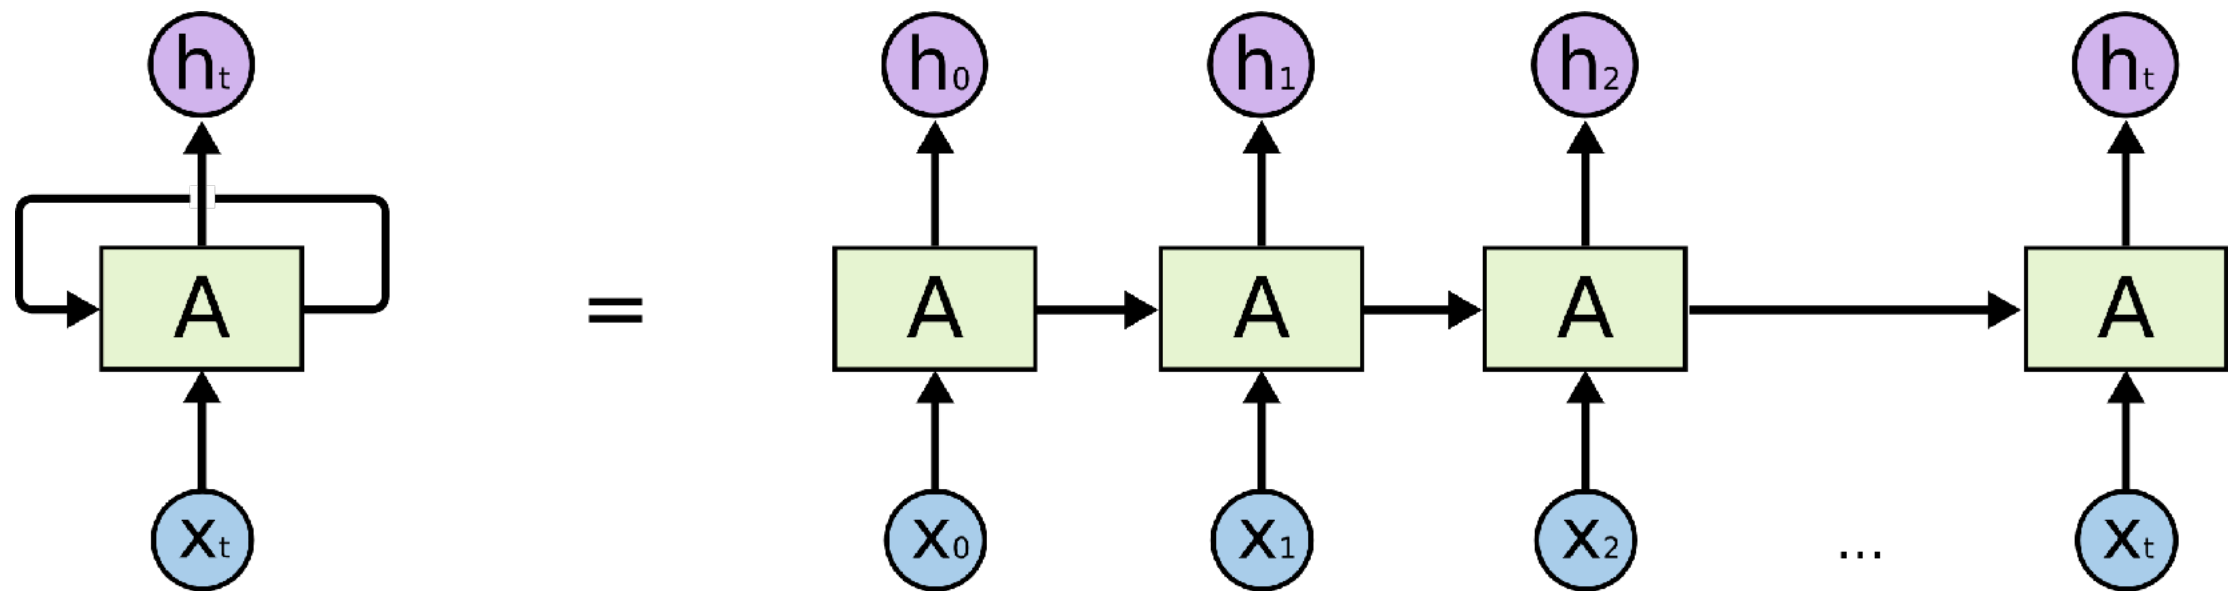 ht h0 h1 h2 ht
A = A A A A
xt x0 x1 x2 ... xt